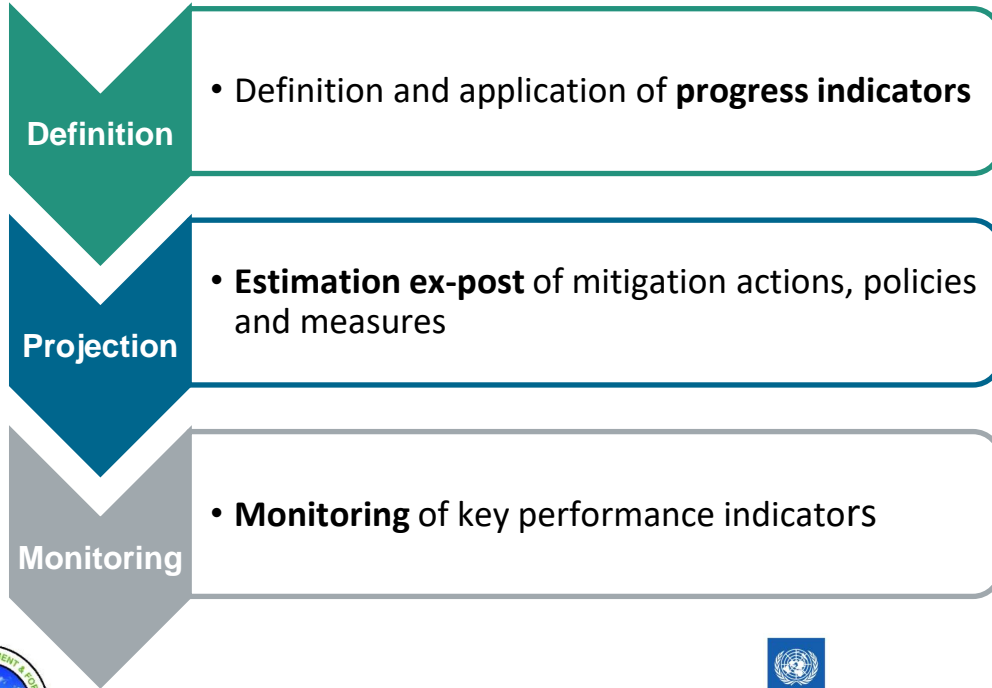 Definition
• Definition and application of progress indicators
Projection
• Estimation ex-post of mitigation actions, policies
and measures
Monitoring
• Monitoring of key performance indicators